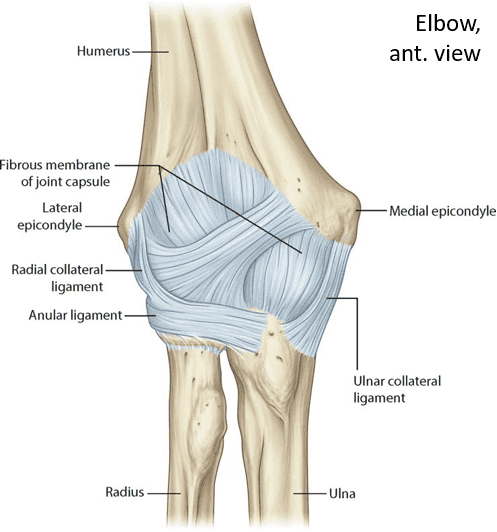 Elbow,
ant. view
Humerus
Fibrous membrane
of joint capsule
Lateral
epicondyle
Medial epicondyle
Radial collateral
ligament
Anular ligament
Ulnar collateral
ligament
Radius
Ulna